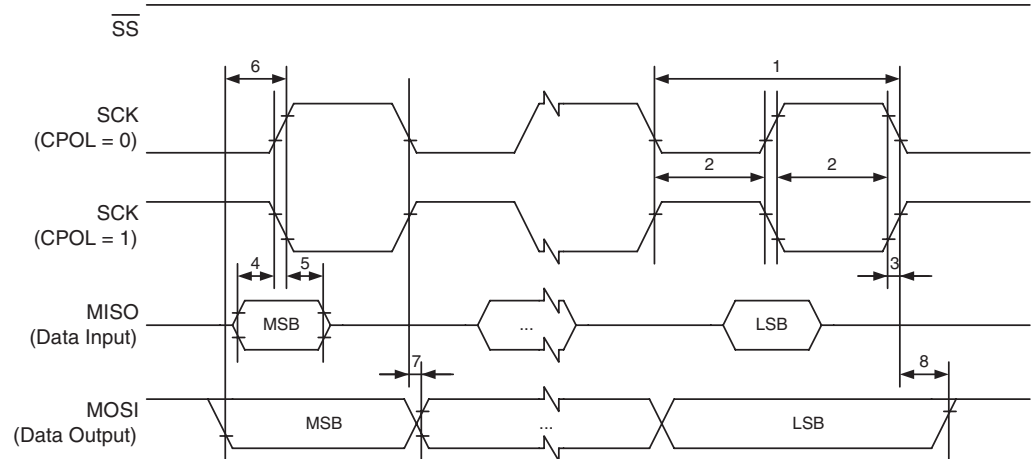 SS
6
1
SCK
(CPOL = 0)
2
2
SCK
(CPOL = 1)
4
5
3
MISO
(Data Input)
MSB
...
LSB
7
8
MOSI
(Data Output)
MSB
...
LSB